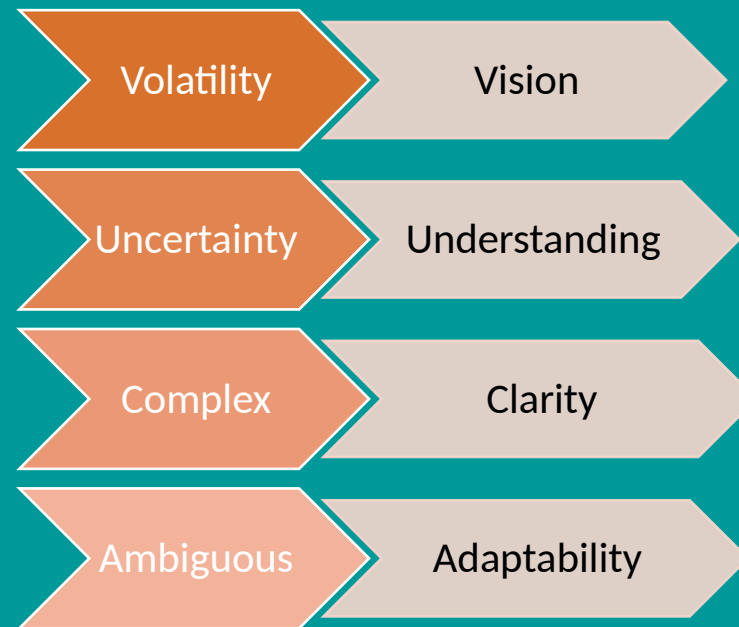 Volatility
Vision
Uncertainty
Understanding
Complex
Clarity
Ambiguous
Adaptability